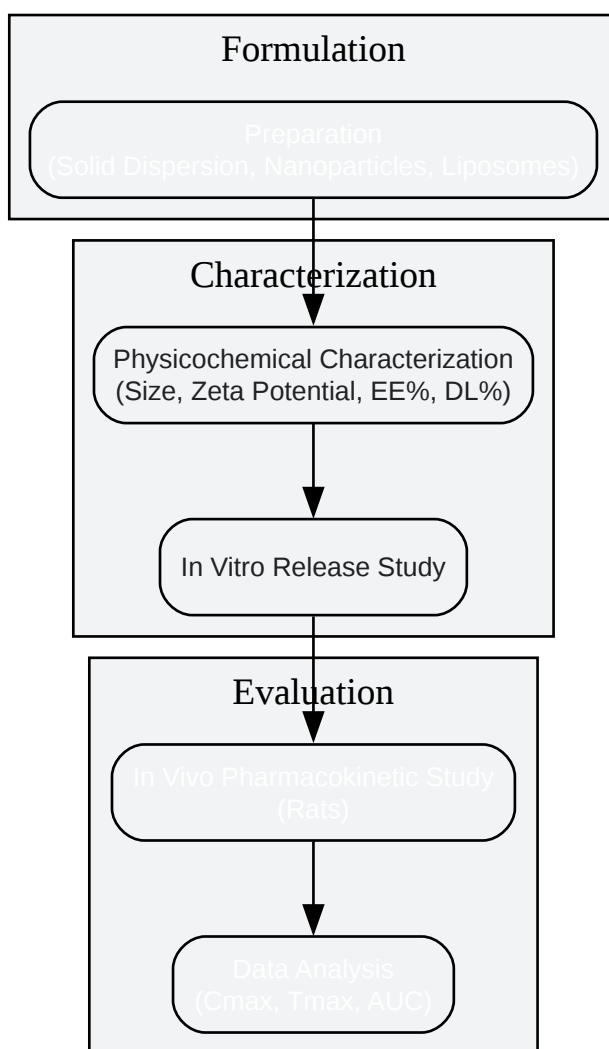 Formulation
Preparation
(Solid Dispersion, Nanoparticles, Liposomes)
Characterization
Physicochemical Characterization
(Size, Zeta Potential, EE%, DL%)
In Vitro Release Study
Evaluation
In Vivo Pharmacokinetic Study
(Rats)
Data Analysis
(Cmax, Tmax, AUC)